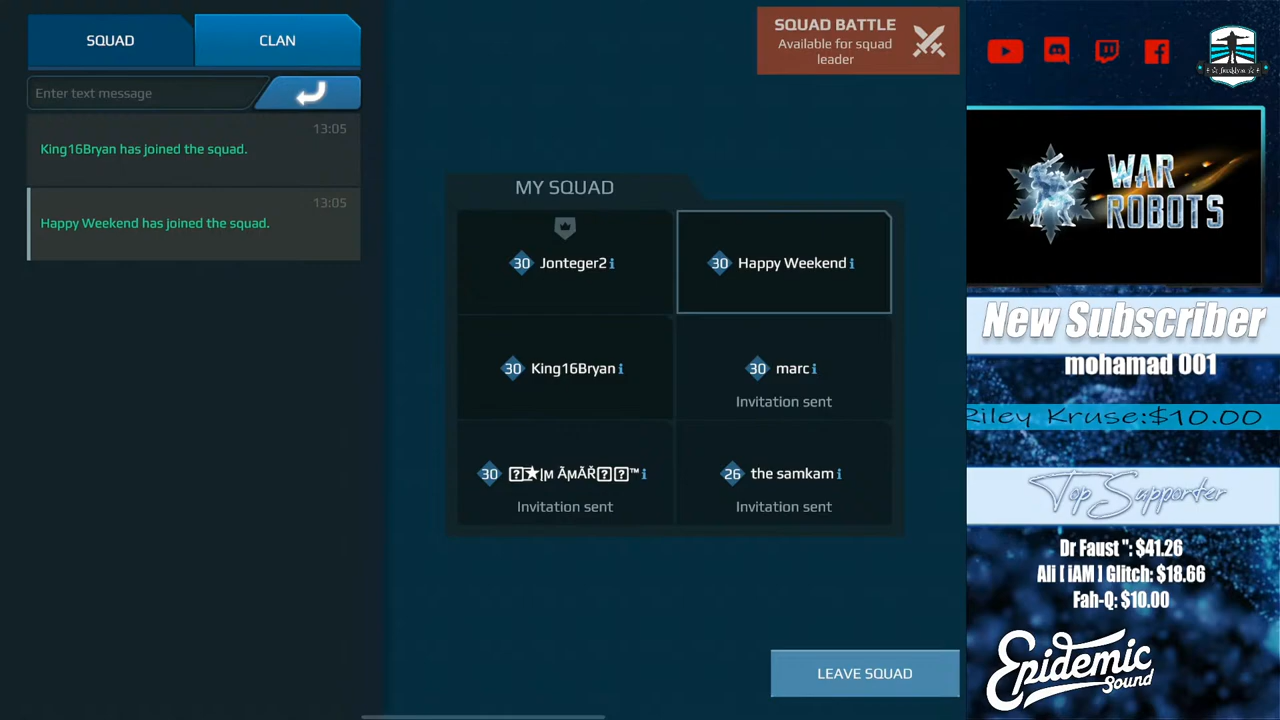 SQUAD
CLAN
Enter text message
13:05
King16Bryan has joined the squad.
13:05
Happy Weekend has joined the squad.
SQUAD BATTLE
Available for squad
leader
MY SQUAD
30 Jonteger2 i
30 Happy Weekend i
30 King16Bryan i
30 marc i
Invitation sent
30 ★|м ÃмĂŘ™ i
Invitation sent
26 the samkam i
Invitation sent
LEAVE SQUAD
WAR
ROBOTS
New Subscriber
mohamad 001
Riley Kruse:$10.00
Top Supporter
Dr Faust ": $41.26
Ali [ iAM ] Glitch: $18.66
Fah-Q: $10.00
Epidemic
Sound